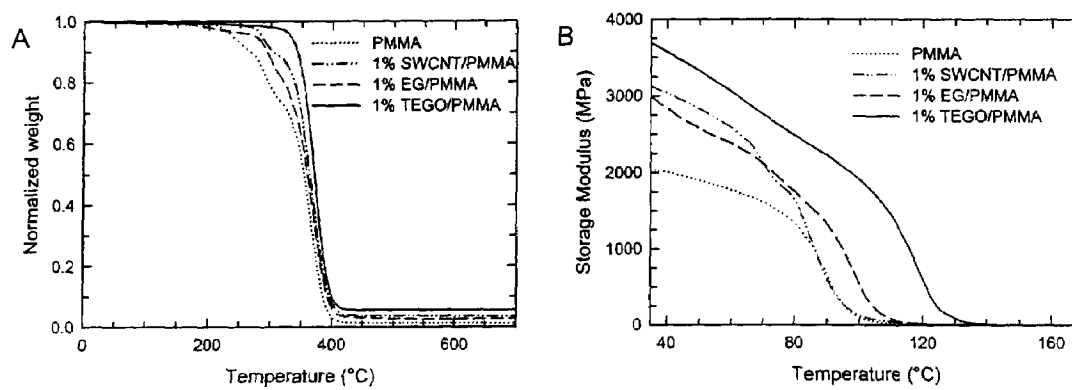 A
Normalized weight
1.0
0.8
0.6
0.4
0.2
0.0
0
200
400
600
Temperature (°C)
PMMA
1% SWCNT/PMMA
1% EG/PMMA
1% TEGO/PMMA
B
Storage Modulus (MPa)
4000
3000
2000
1000
0
40
80
120
160
Temperature (°C)
PMMA
1% SWCNT/PMMA
1% EG/PMMA
1% TEGO/PMMA